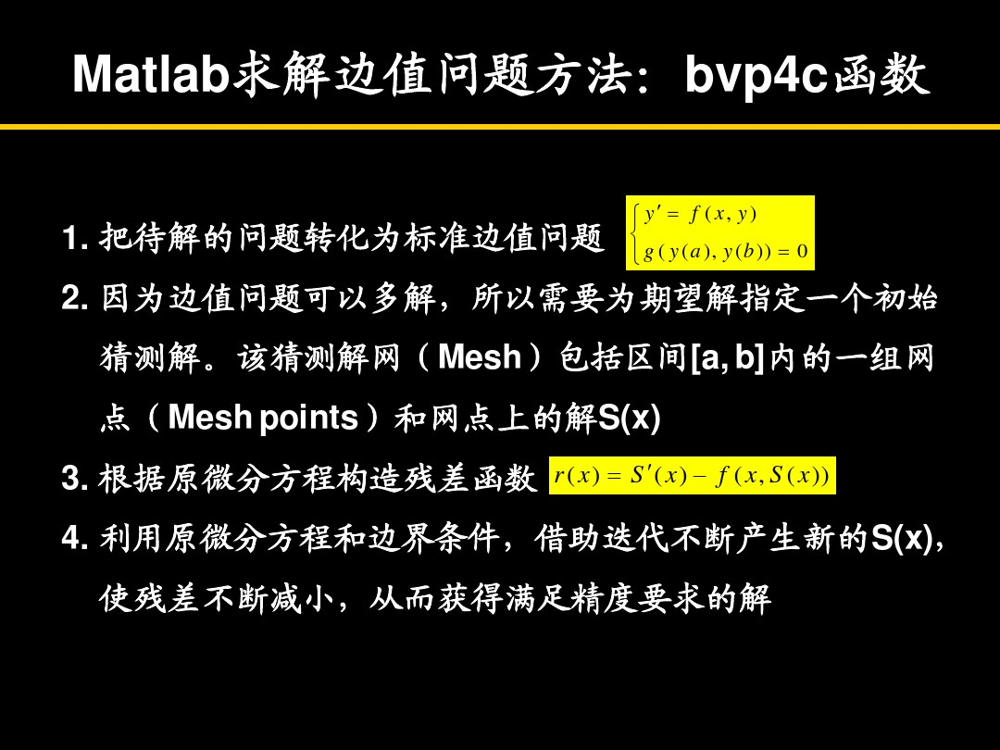 Matlab求解边值问题方法：bvp4c函数
1. 把待解的问题转化为标准边值问题
y′ = f (x, y)
g ( y(a), y(b)) = 0
2. 因为边值问题可以多解，所以需要为期望解指定一个初始
猜测解。该猜测解网（Mesh）包括区间[a, b]内的一组网
点（Mesh points）和网点上的解S(x)
3. 根据原微分方程构造残差函数 r(x) = S′(x) − f (x, S(x))
4. 利用原微分方程和边界条件，借助迭代不断产生新的S(x)，
使残差不断减小，从而获得满足精度要求的解